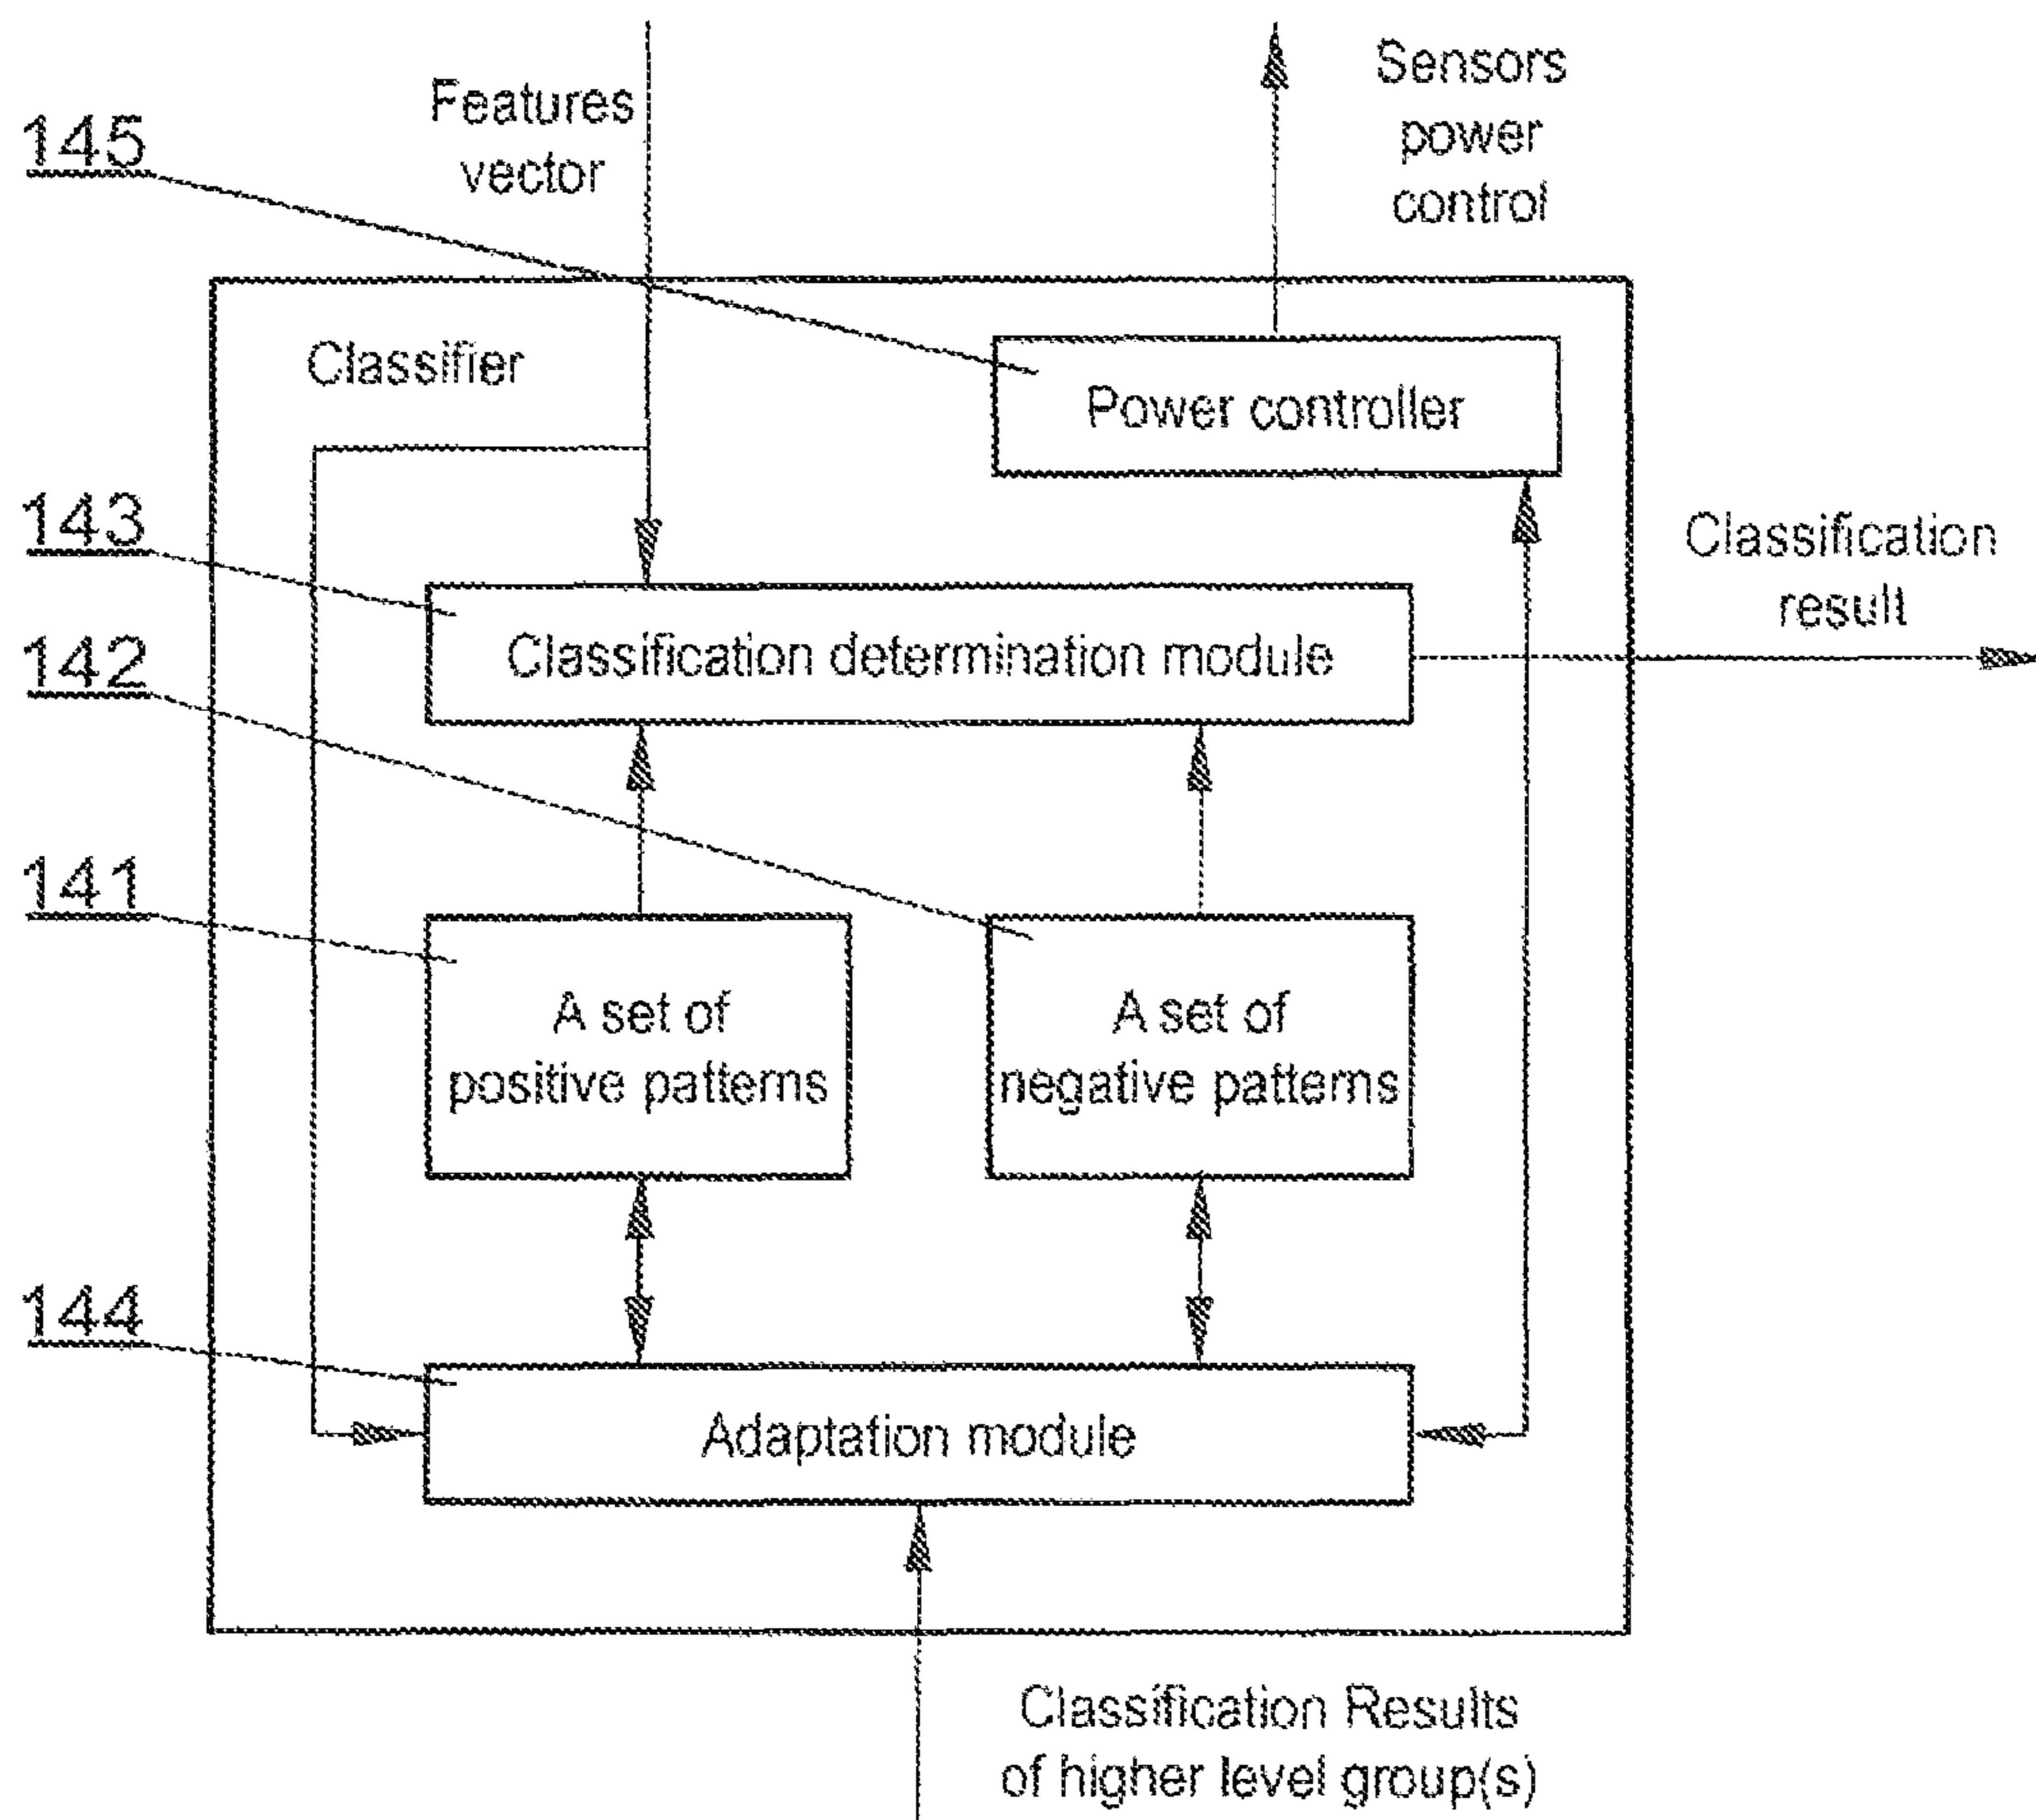 Features
vector
Sensors
power
control
145
Classifier
Power controller
143
Classification
result
Classification determination module
142
141
A set of
positive patterns
A set of
negative patterns
144
Adaptation module
Classification Results
of higher level group(s)